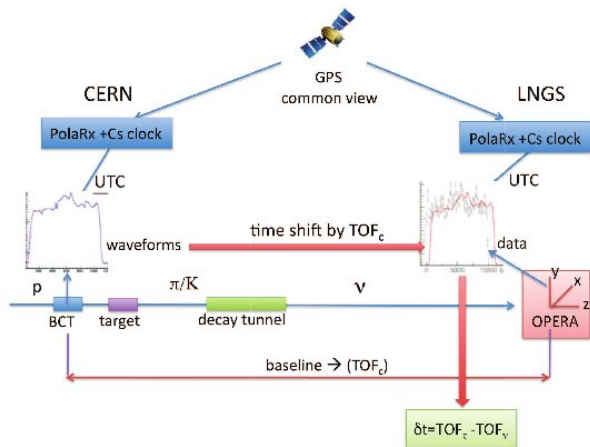 GPS
common view
CERN
LNGS
PolaRx +Cs clock
PolaRx +Cs clock
UTC
UTC
waveforms
time shift by TOFc
data
p
π/K
ν
BCT
target
decay tunnel
y
x
z
OPERA
baseline → (TOFc)
δt=TOFc -TOFν